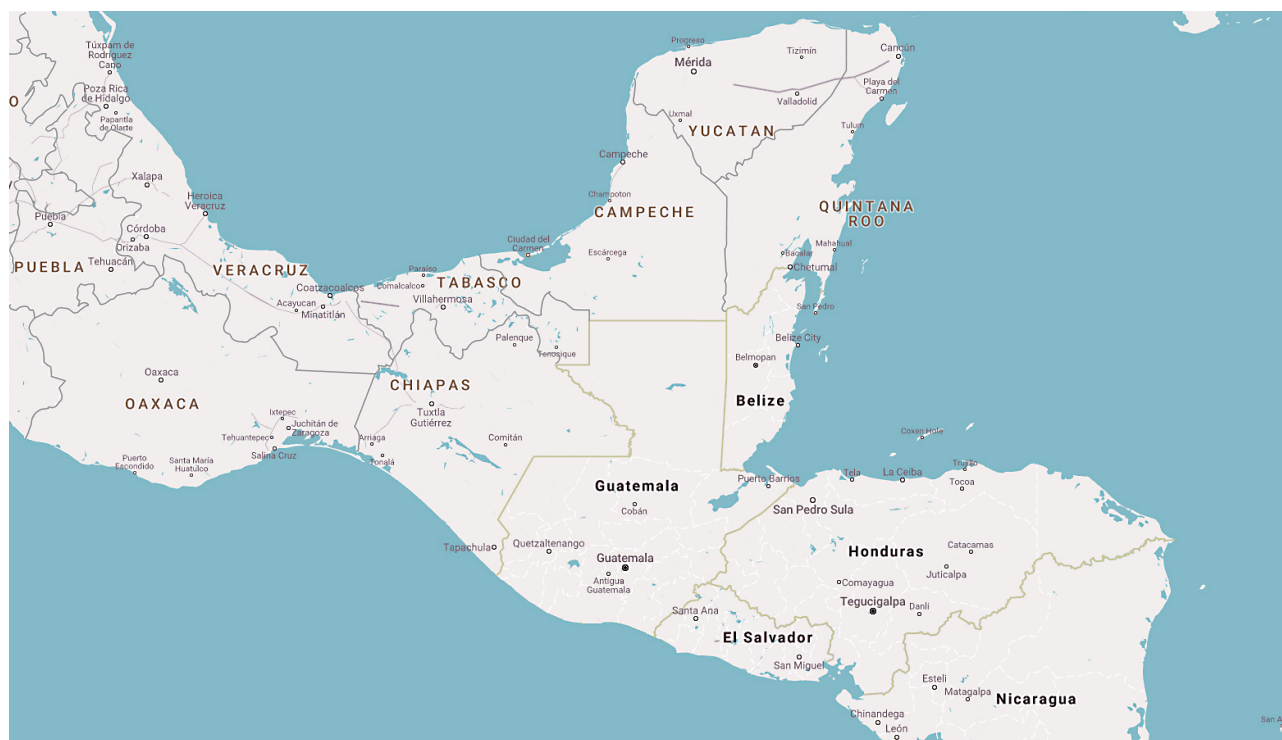 Progreso
Mérida
Tizimín
Cancún
Túxpam de
Rodríguez
Cano
Poza Rica
de Hidalgo
Papantla
de Olarte
Playa del
Carmen
Valladolid
Uxmal
YUCATAN
Tulum
O
Campeche
Xalapa
Champoton
CAMPECHE
QUINTANA
ROO
Heroica
Veracruz
Puebla
Córdoba
Orizaba
Ciudad del
Carmen
Escárcega
Mahahual
Bacalar
Chetumal
PUEBLA
Tehuacán
VERACRUZ
Paraíso
Comalcalco
TABASCO
Coatzacoalcos
Acayucan
Minatitlán
Villahermosa
San Pedro
Palenque
Tenosique
Belize City
Belmopan
Oaxaca
CHIAPAS
OAXACA
Belize
Ixtepec
Juchitán de
Zaragoza
Tehuantepec
Salina Cruz
Tuxtla
Gutiérrez
Arriaga
Tonalá
Comitán
Coxen Hole
Puerto
Escondido
Santa María
Huatulco
Guatemala
Puerto Barrios
Tela
La Ceiba
Trujillo
Tocoa
Cobán
San Pedro Sula
Tapachula
Quetzaltenango
Guatemala
Antigua
Guatemala
Honduras
Catacamas
Juticalpa
Comayagua
Tegucigalpa
Danlí
Santa Ana
El Salvador
San Miguel
Esteli
Matagalpa
Nicaragua
Chinandega
León
San A